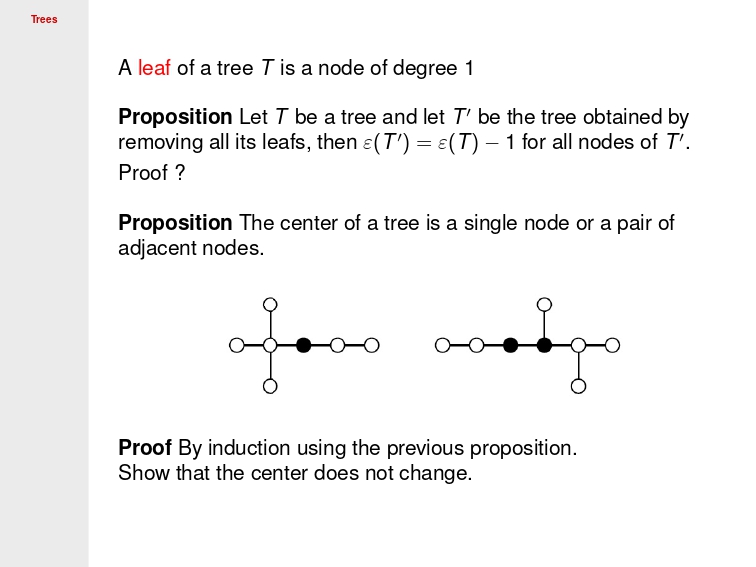 Trees
A leaf of a tree T is a node of degree 1
Proposition Let T be a tree and let T′ be the tree obtained by
removing all its leafs, then ε(T′) = ε(T) − 1 for all nodes of T′.
Proof ?
Proposition The center of a tree is a single node or a pair of
adjacent nodes.
Proof By induction using the previous proposition.
Show that the center does not change.